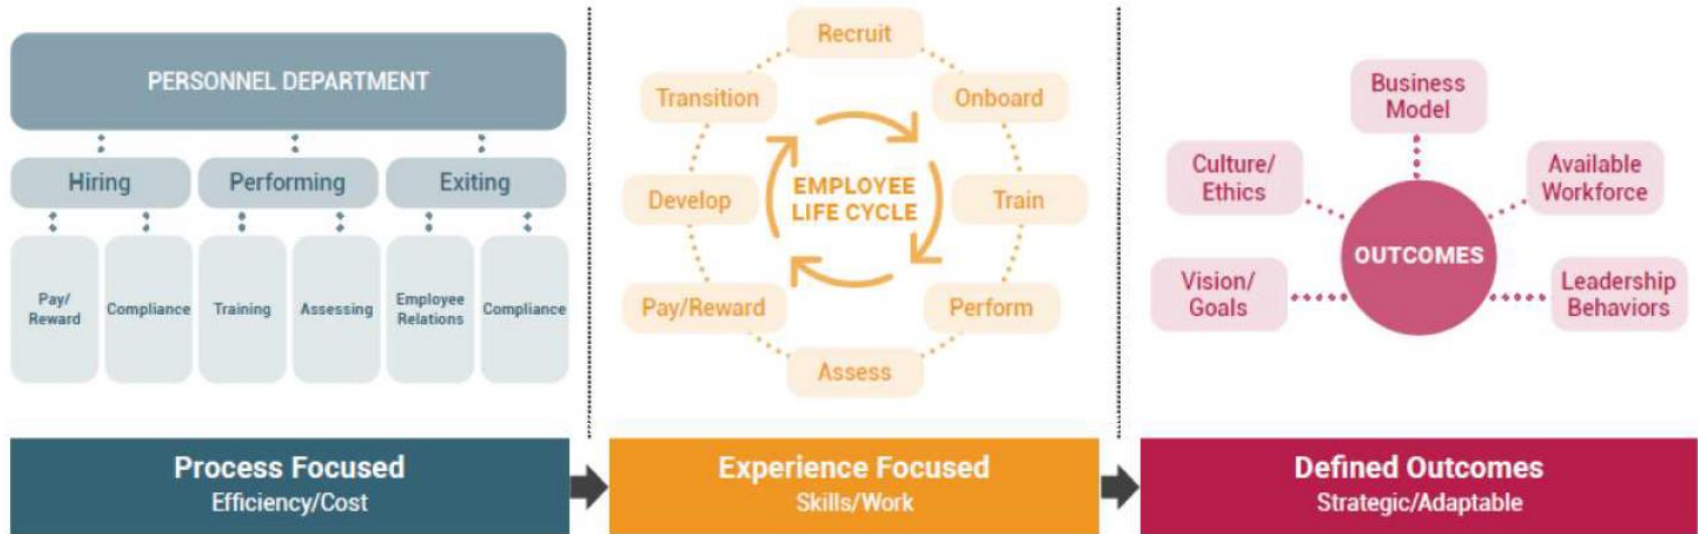 PERSONNEL DEPARTMENT
Hiring
Performing
Exiting
Pay/
Reward
Compliance
Training
Assessing
Employee
Relations
Compliance
Process Focused
Efficiency/Cost
Recruit
Onboard
Train
Perform
Assess
Pay/Reward
Develop
Transition
EMPLOYEE
LIFE CYCLE
Experience Focused
Skills/Work
Business
Model
Culture/
Ethics
Available
Workforce
OUTCOMES
Vision/
Goals
Leadership
Behaviors
Defined Outcomes
Strategic/Adaptable